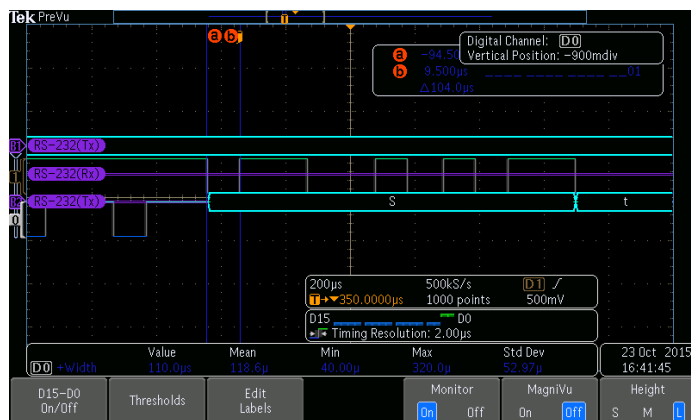 Tek PreVu
T
a b
Digital Channel: D0
Vertical Position: -900mdiv
a -94.50
b 9.500µs 01
Δ104.0µs
R1 RS-232(Tx)
1 RS-232(Rx)
R2 RS-232(Tx) S t
0
200µs 500kS/s D1
T→▼350.0000µs 1000 points 500mV
D15 D0
Timing Resolution: 2.00µs
Value Mean Min Max Std Dev
D0 +Width 110.0µs 118.6µ 40.00µ 320.0µ 52.97µ
23 Oct 2015
16:41:45
D15-D0
On/Off
Thresholds
Edit
Labels
Monitor
On Off
MagniVu
On Off
Height
S M L